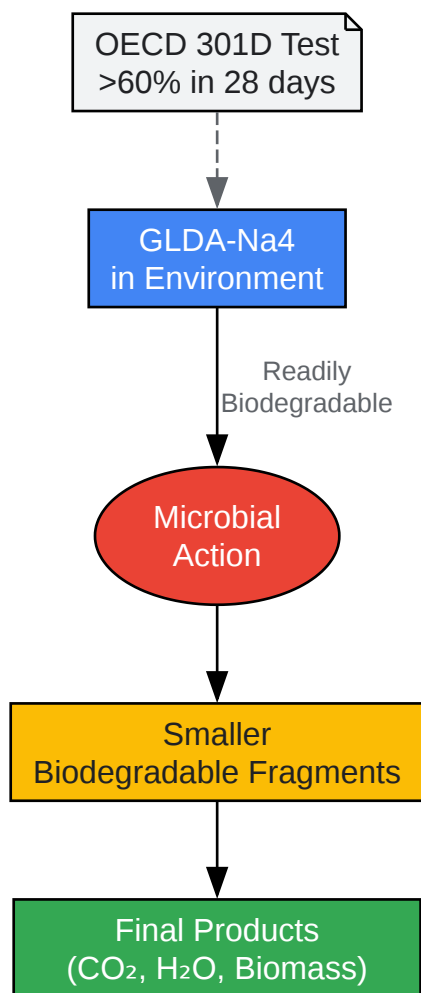 OECD 301D Test
>60% in 28 days
GLDA-Na4
in Environment
Readily
Biodegradable
Microbial
Action
Smaller
Biodegradable Fragments
Final Products
(CO₂, H₂O, Biomass)